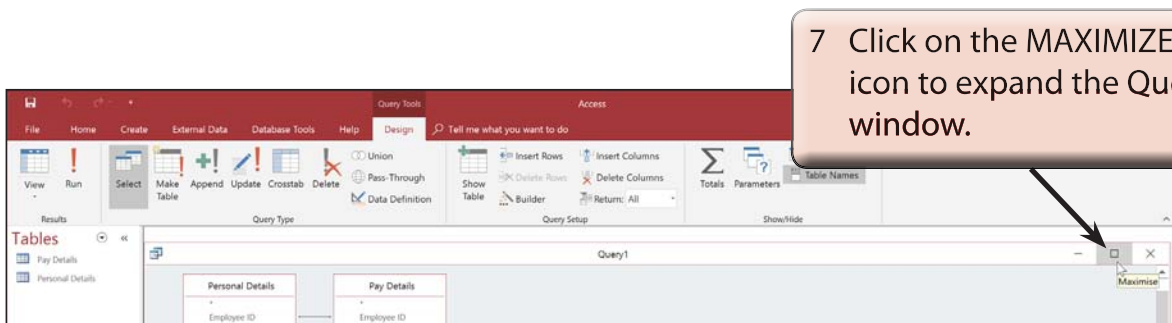 7 Click on the MAXIMIZE
icon to expand the Qu
window.
Query Tools
Access
File Home Create External Data Database Tools Help Design Tell me what you want to do
View
Run
Select
Make Table
Append
Update
Crosstab
Delete
Union
Pass-Through
Data Definition
Show Table
Insert Rows
Delete Rows
Builder
Insert Columns
Delete Columns
Return: All
Totals
Parameters
Table Names
Results
Query Type
Query Setup
Show/Hide
Tables
Pay Details
Personal Details
Query1
Maximise
Personal Details
*
Employee ID
Pay Details
*
Employee ID